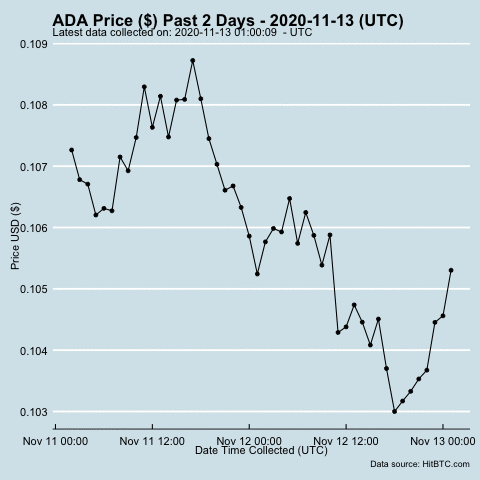 ADA Price ($) Past 2 Days - 2020-11-13 (UTC)
Latest data collected on: 2020-11-13 01:00:09 - UTC
0.109
0.108
0.107
0.106
0.105
0.104
0.103
Price USD ($)
Nov 11 00:00 Nov 11 12:00 Nov 12 00:00 Nov 12 12:00 Nov 13 00:00
Date Time Collected (UTC)
Data source: HitBTC.com